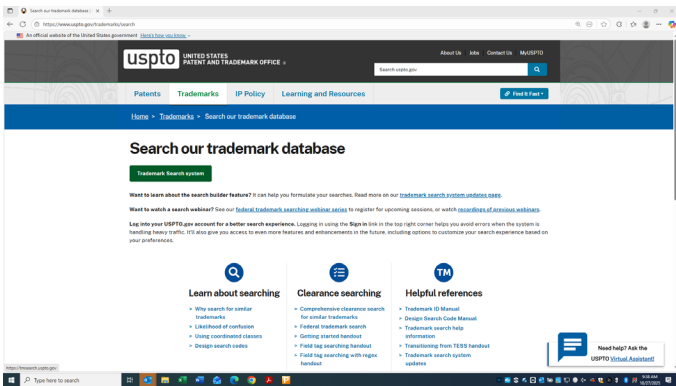 Search our trademark database |
https://www.uspto.gov/trademarks/search
An official website of the United States government Here's how you know
uspto UNITED STATES
PATENT AND TRADEMARK OFFICE
About Us Jobs Contact Us MyUSPTO
Search uspto.gov
Patents Trademarks IP Policy Learning and Resources Find It Fast
Home > Trademarks > Search our trademark database
Search our trademark database
Trademark Search system
Want to learn about the search builder feature? It can help you formulate your searches. Read more on our trademark search system updates page.
Want to watch a search webinar? See our federal trademark searching webinar series to register for upcoming sessions, or watch recordings of previous webinars.
Log into your USPTO.gov account for a better search experience. Logging in using the Sign in link in the top right corner helps you avoid errors when the system is
handling heavy traffic. It'll also give you access to even more features and enhancements in the future, including options to customize your search experience based on
your preferences.
Learn about searching
Why search for similar
trademarks
Likelihood of confusion
Using coordinated classes
Design search codes
Clearance searching
Comprehensive clearance search
for similar trademarks
Federal trademark search
Getting started handout
Field tag searching handout
Field tag searching with regex
handout
TM
Helpful references
Trademark ID Manual
Design Search Code Manual
Trademark search help
information
Transitioning from TESS handout
Trademark search system
updates
Need help? Ask the
USPTO Virtual Assistant!
https://tmsearch.uspto.gov
Type here to search
9:38 AM
10/27/2025